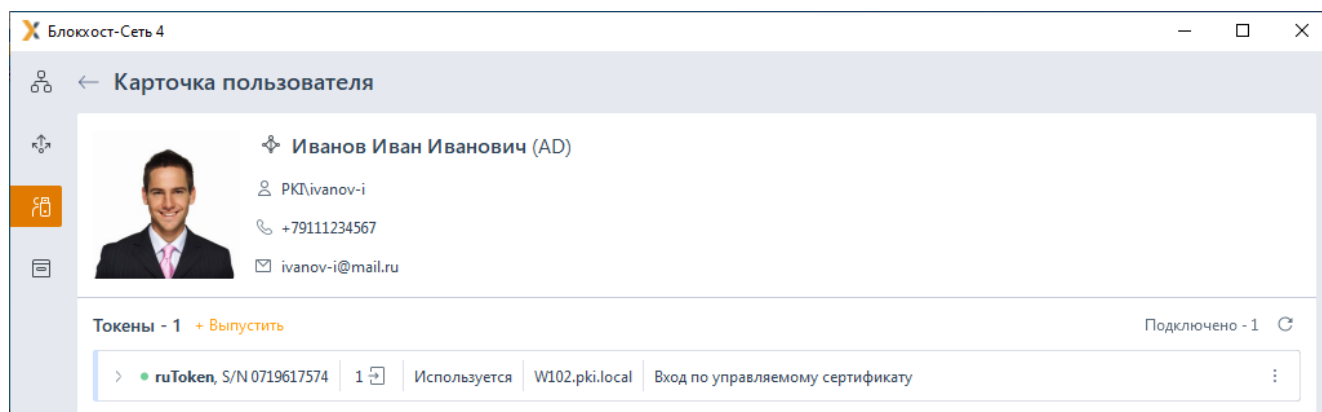 Блокхост-Сеть 4
Карточка пользователя
Иванов Иван Иванович (AD)
PKI\ivanov-i
+79111234567
ivanov-i@mail.ru
Токены - 1 + Выпустить Подключено - 1
ruToken, S/N 0719617574 1 Используется W102.pki.local Вход по управляемому сертификату